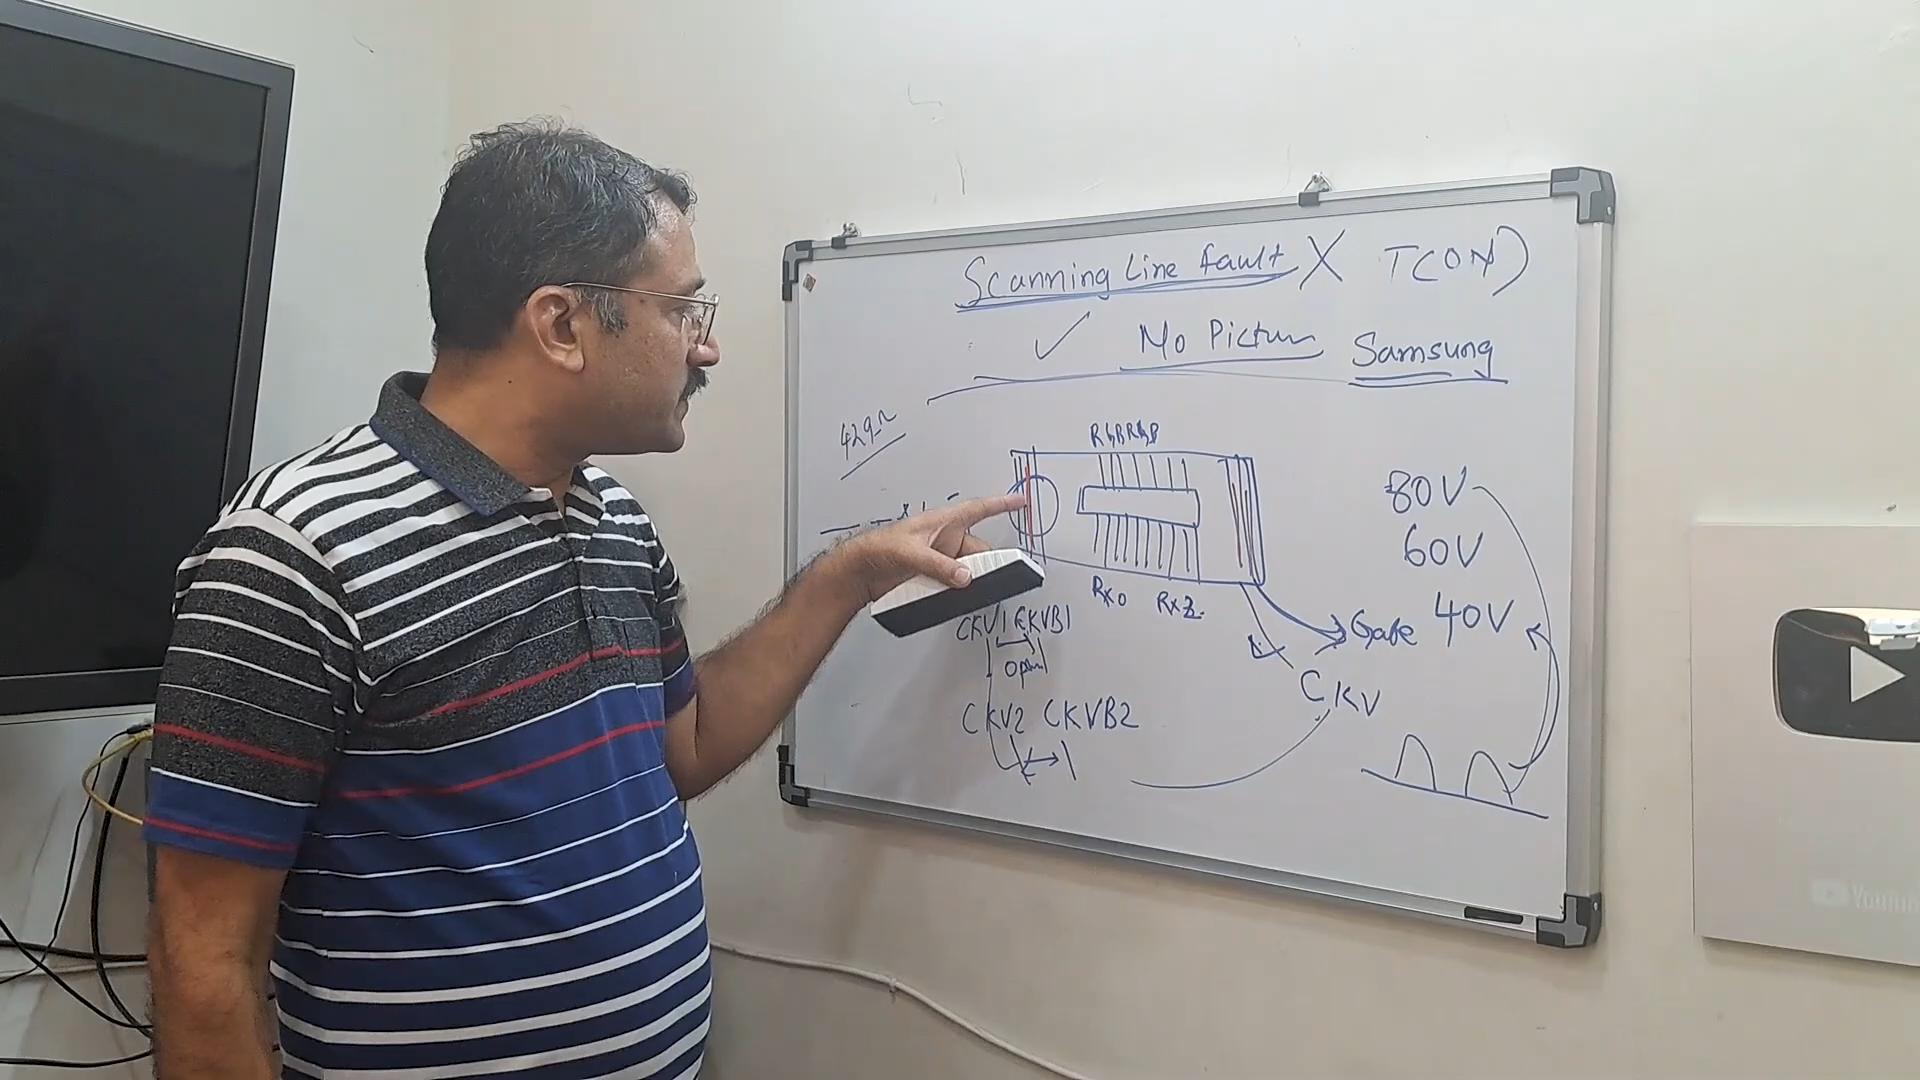 Scanning Line fault X T(ON)
No Pictur Samsung
429Ω
RGBRGB
80V
60V
40V
Rx0 Rx2
Gate
CKV1 CKVB1
open
CKV
CKV2 CKVB2